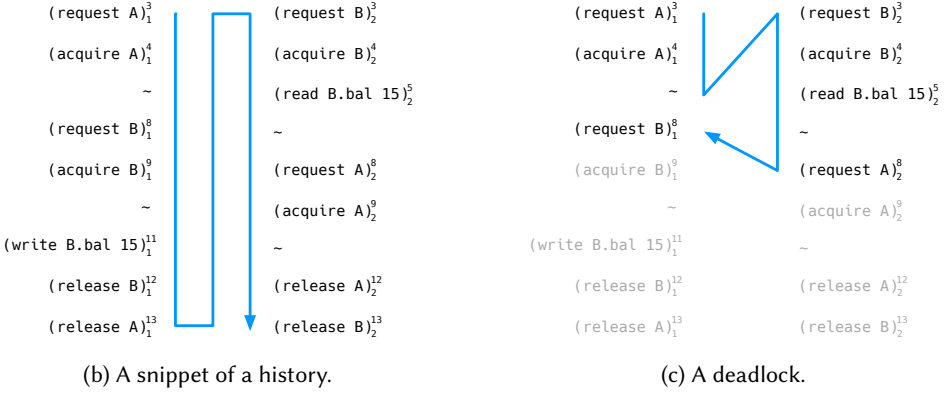 (request A)₁³
(acquire A)₁⁴
~
(request B)₁⁸
(acquire B)₁⁹
~
(write B.bal 15)₁¹¹
(release B)₁¹²
(release A)₁¹³
(request B)₂³
(acquire B)₂⁴
(read B.bal 15)₂⁵
~
(request A)₂⁸
(acquire A)₂⁹
~
(release A)₂¹²
(release B)₂¹³
(b) A snippet of a history.
(request A)₁³
(acquire A)₁⁴
~
(request B)₁⁸
(acquire B)₁⁹
~
(write B.bal 15)₁¹¹
(release B)₁¹²
(release A)₁¹³
(request B)₂³
(acquire B)₂⁴
(read B.bal 15)₂⁵
~
(request A)₂⁸
(acquire A)₂⁹
~
(release A)₂¹²
(release B)₂¹³
(c) A deadlock.